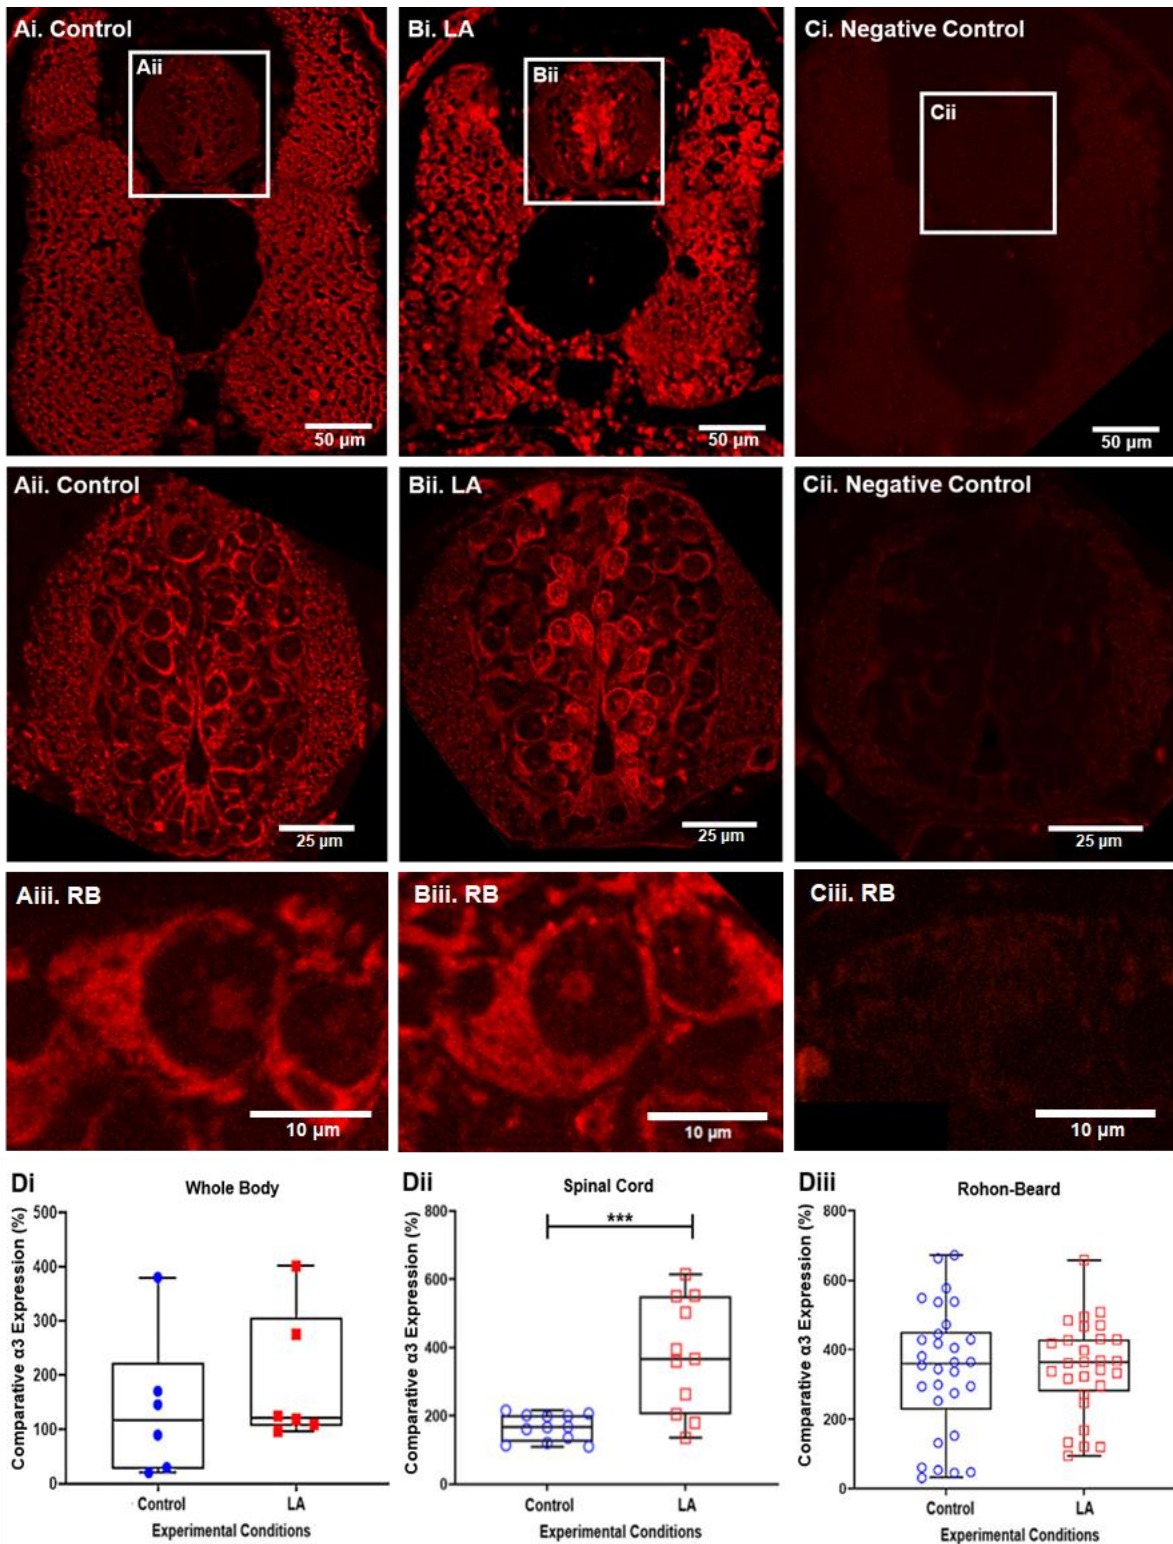 Ai. Control
Aii
50 µm
Bi. LA
Bii
50 µm
Ci. Negative Control
Cii
50 µm
Aii. Control
25 µm
Bii. LA
25 µm
Cii. Negative Control
25 µm
Aiii. RB
10 µm
Biii. RB
10 µm
Ciii. RB
10 µm
Di
Whole Body
Comparative α3 Expression (%)
500
400
300
200
100
0
Control
LA
Experimental Conditions
Dii
Spinal Cord
Comparative α3 Expression (%)
800
600
400
200
0
***
Control
LA
Experimental Conditions
Diii
Rohon-Beard
Comparative α3 Expression (%)
800
600
400
200
0
Control
LA
Experimental Conditions